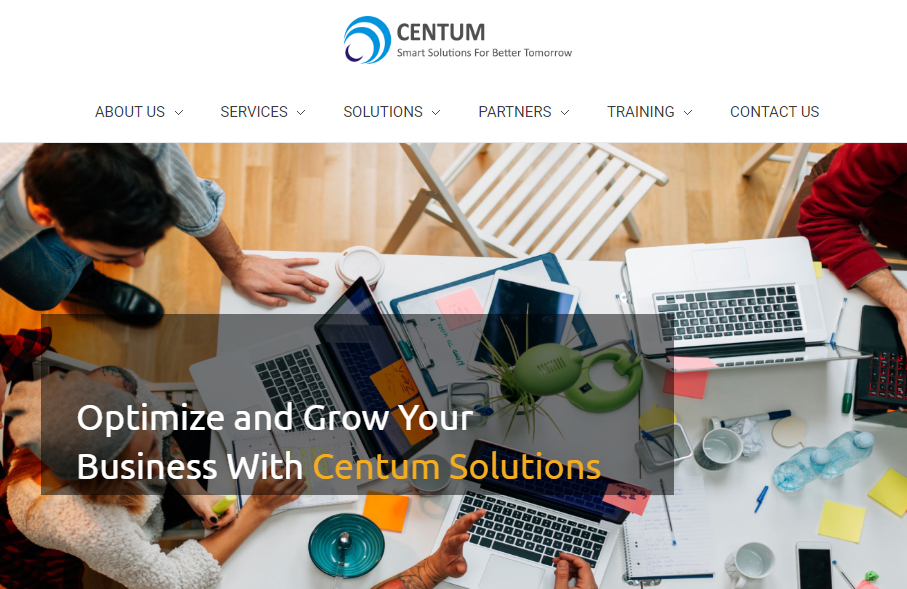 CENTUM
Smart Solutions For Better Tomorrow
ABOUT US
SERVICES
SOLUTIONS
PARTNERS
TRAINING
CONTACT US
Optimize and Grow Your
Business With Centum Solutions